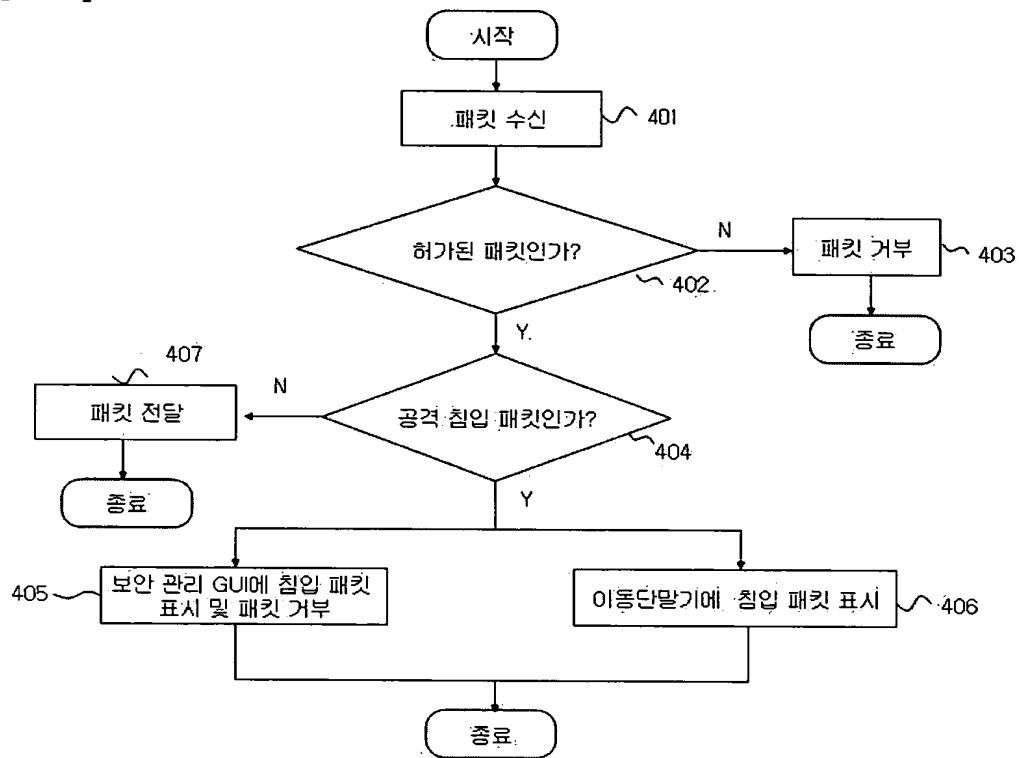 시작
패킷 수신
401
허가된 패킷인가?
402
N
패킷 거부
403
종료
Y
407
N
패킷 전달
종료
공격 침입 패킷인가?
404
Y
405
보안 관리 GUI에 침입 패킷
표시 및 패킷 거부
이동단말기에 침입 패킷 표시
406
종료